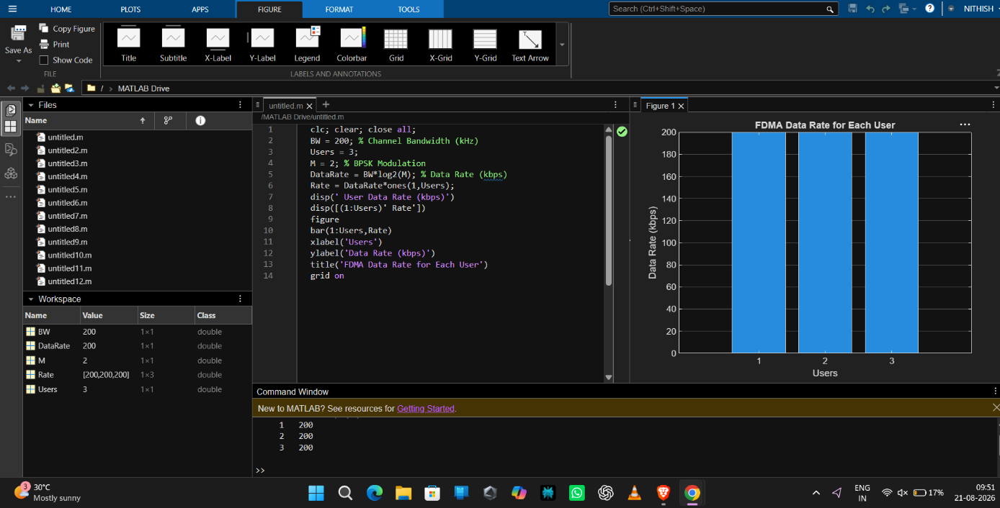 HOME PLOTS APPS FIGURE FORMAT TOOLS Search (Ctrl+Shift+Space) NITHISH
Save As
Copy Figure
Print
Show Code
FILE
Title Subtitle X-Label Y-Label Legend Colorbar Grid X-Grid Y-Grid Text Arrow
LABELS AND ANNOTATIONS
/ › MATLAB Drive
Files
Name
untitled.m
untitled2.m
untitled3.m
untitled4.m
untitled5.m
untitled6.m
untitled7.m
untitled8.m
untitled9.m
untitled10.m
untitled11.m
untitled12.m
Workspace
Name Value Size Class
BW 200 1×1 double
DataRate 200 1×1 double
M 2 1×1 double
Rate [200,200,200] 1×3 double
Users 3 1×1 double
untitled.m
/MATLAB Drive/untitled.m
1 clc; clear; close all;
2 BW = 200; % Channel Bandwidth (kHz)
3 Users = 3;
4 M = 2; % BPSK Modulation
5 DataRate = BW*log2(M); % Data Rate (kbps)
6 Rate = DataRate*ones(1,Users);
7 disp(' User Data Rate (kbps)')
8 disp([(1:Users)' Rate'])
9 figure
10 bar(1:Users,Rate)
11 xlabel('Users')
12 ylabel('Data Rate (kbps)')
13 title('FDMA Data Rate for Each User')
14 grid on
Figure 1
FDMA Data Rate for Each User
Data Rate (kbps)
200
180
160
140
120
100
80
60
40
20
0
1 2 3
Users
Command Window
New to MATLAB? See resources for Getting Started.
1 200
2 200
3 200
>>
3
30°C
Mostly sunny
ENG
IN
17%
09:51
21-08-2026